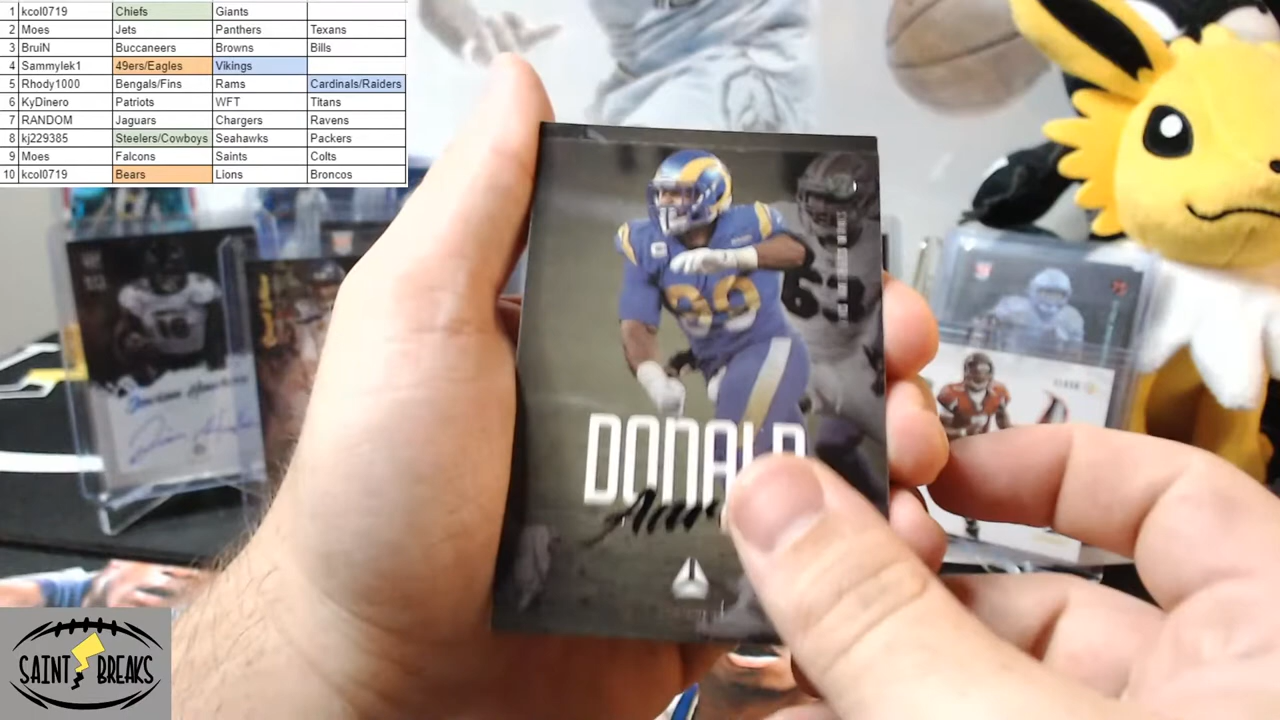 1 kcol0719 Chiefs Giants
2 Moes Jets Panthers Texans
3 BruiN Buccaneers Browns Bills
4 Sammylek1 49ers/Eagles Vikings
5 Rhody1000 Bengals/Fins Rams Cardinals/Raiders
6 KyDinero Patriots WFT Titans
7 RANDOM Jaguars Chargers Ravens
8 kj229385 Steelers/Cowboys Seahawks Packers
9 Moes Falcons Saints Colts
10 kcol0719 Bears Lions Broncos
99
DONALD
SAINT BREAKS